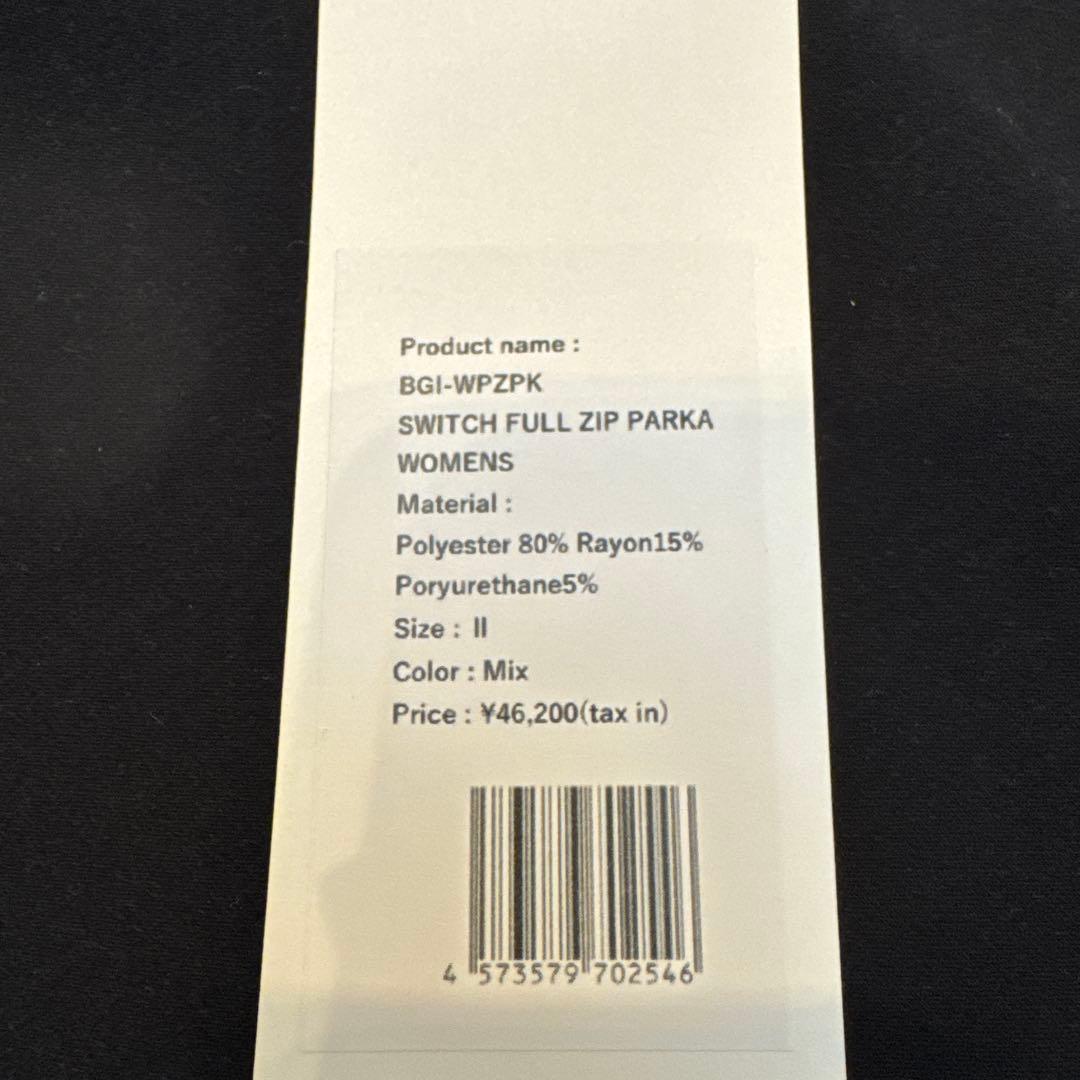 Product name :
BGI-WPZPK
SWITCH FULL ZIP PARKA
WOMENS
Material :
Polyester 80% Rayon15%
Poryurethane5%
Size : II
Color : Mix
Price : ¥46,200(tax in)
4 573579 702546